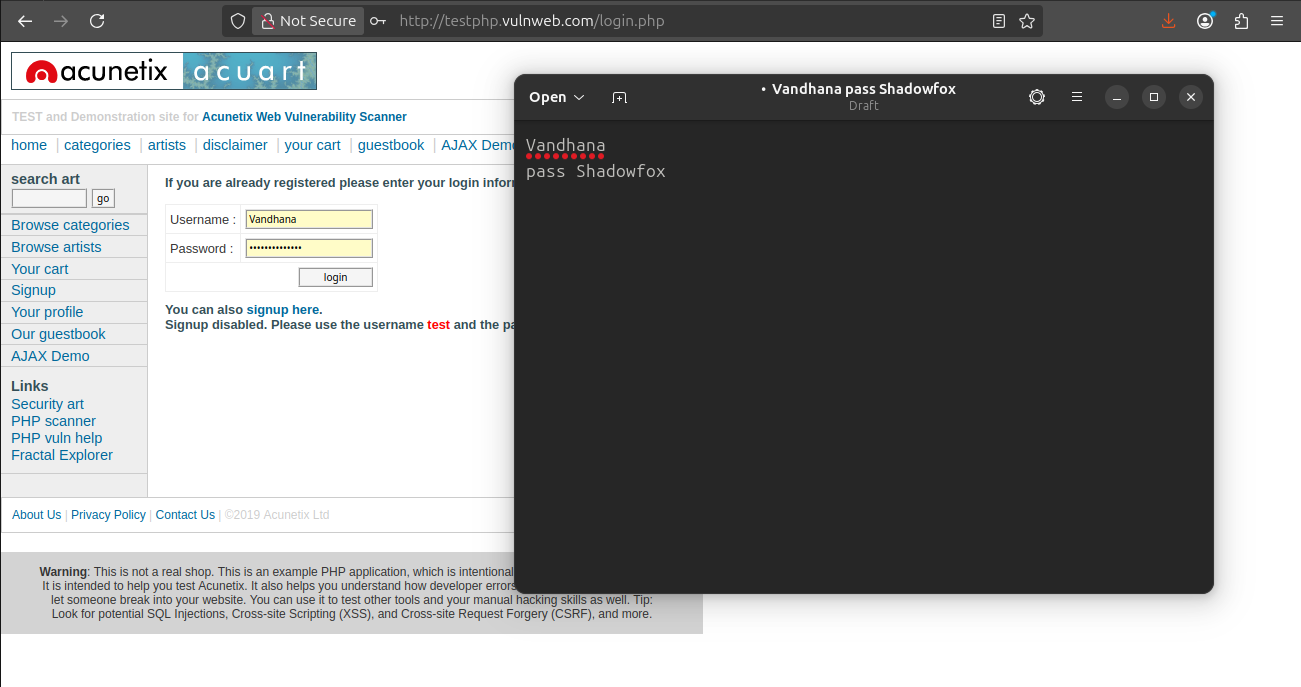 Not Secure
http://testphp.vulnweb.com/login.php
acunetix acuart
TEST and Demonstration site for Acunetix Web Vulnerability Scanner
home | categories | artists | disclaimer | your cart | guestbook | AJAX
search art
go
Browse categories
Browse artists
Your cart
Signup
Your profile
Our guestbook
AJAX Demo
Links
Security art
PHP scanner
PHP vuln help
Fractal Explorer
If you are already registered please enter your login
Username : Vandhana
Password : ••••••••••••••
login
You can also signup here.
Signup disabled. Please use the username test and the
About Us | Privacy Policy | Contact Us | ©2019 Acunetix Ltd
Warning: This is not a real shop. This is an example PHP application, which is
It is intended to help you test Acunetix. It also helps you understand how developer errors
let someone break into your website. You can use it to test other tools and your manual hacking skills as well. Tip:
Look for potential SQL Injections, Cross-site Scripting (XSS), and Cross-site Request Forgery (CSRF), and more.
Open
• Vandhana pass Shadowfox
Draft
Vandhana
pass Shadowfox